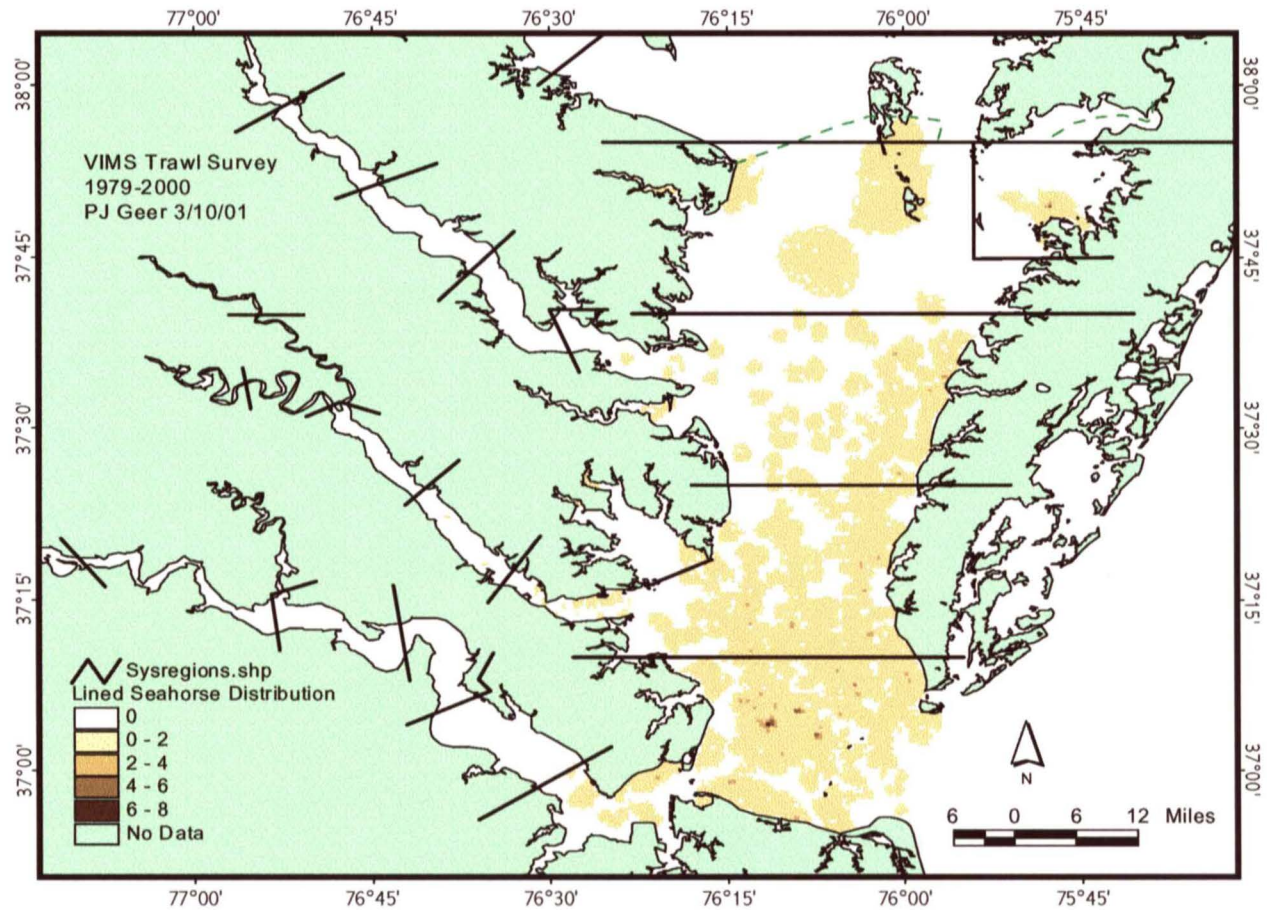 77°00' 76°45' 76°30' 76°15' 76°00' 75°45'
38°00' 38°00'
VIMS Trawl Survey
1979-2000
PJ Geer 3/10/01
37°45' 37°45'
37°30' 37°30'
37°15' 37°15'
Sysregions.shp
Lined Seahorse Distribution
0
0 - 2
2 - 4
4 - 6
6 - 8
No Data
37°00' 37°00'
N
6 0 6 12 Miles
77°00' 76°45' 76°30' 76°15' 76°00' 75°45'